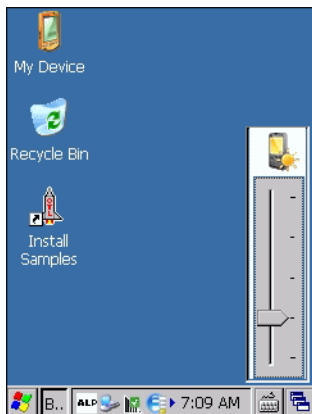 My Device
Recycle Bin
Install
Samples
B..
ALP
7:09 AM